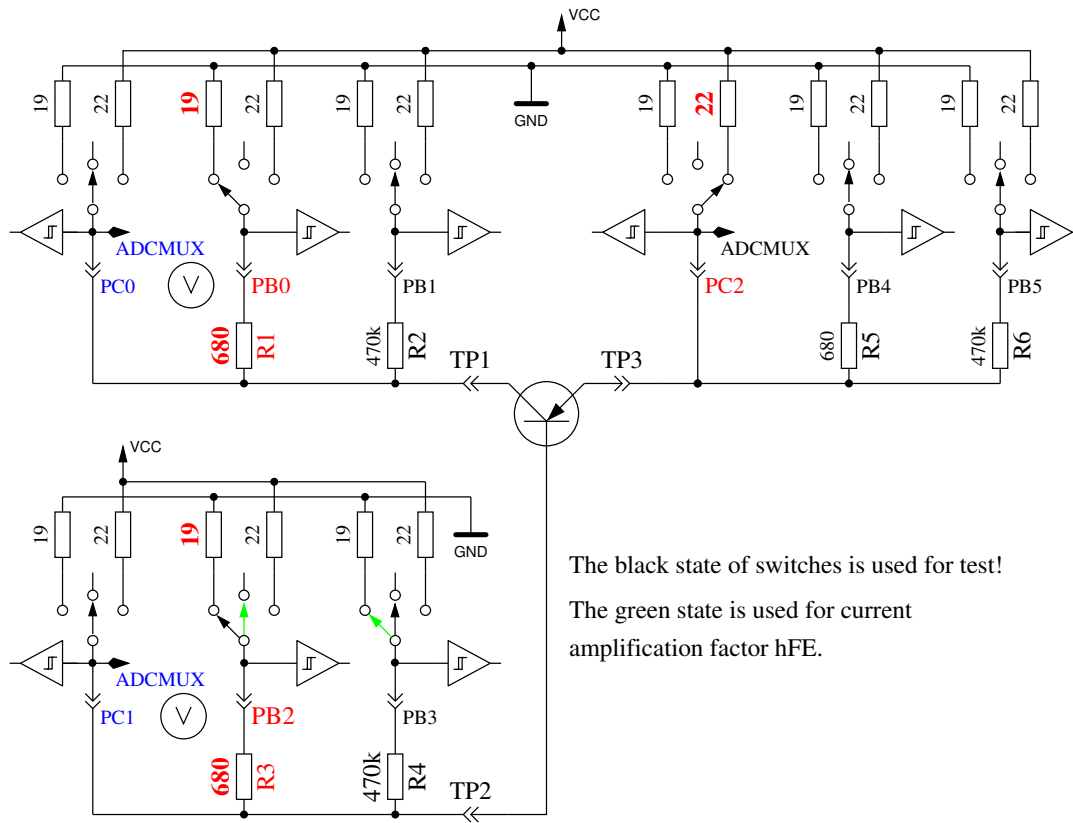 VCC
19
22
19
22
19
22
GND
19
22
19
22
19
22
ADCMUX
ADCMUX
PC0
V
PB0
PB1
PC2
PB4
PB5
680
R1
470k
R2
680
R5
470k
R6
TP1
TP3
VCC
19
22
19
22
19
22
GND
The black state of switches is used for test!
The green state is used for current
amplification factor hFE.
ADCMUX
PC1
V
PB2
PB3
680
R3
470k
R4
TP2